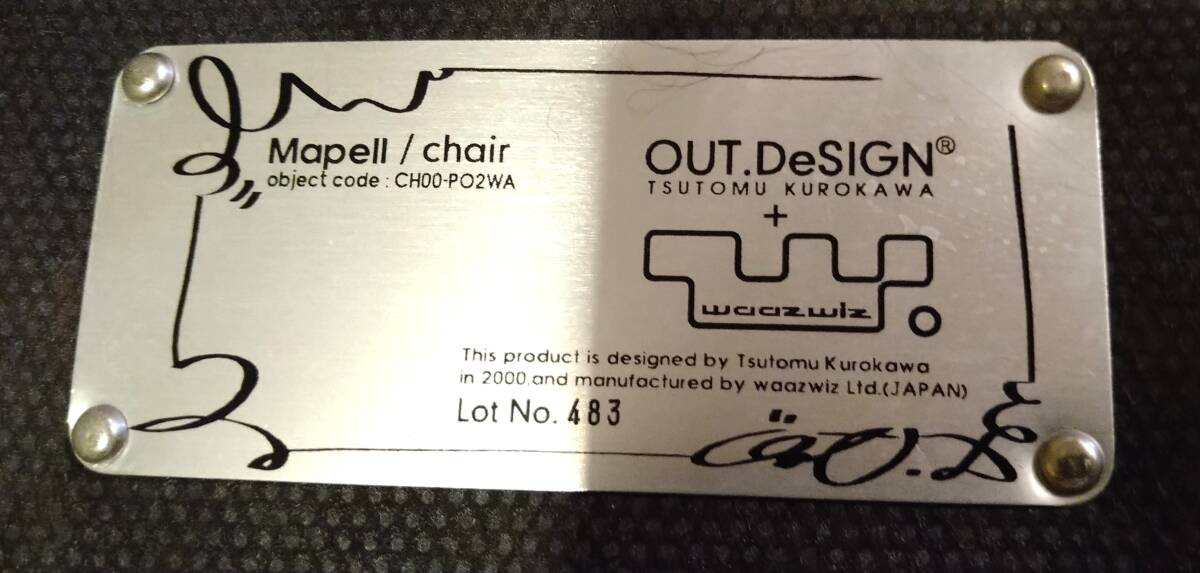 Mapell / chair
object code : CH00-PO2WA
OUT.DeSIGN®
TSUTOMU KUROKAWA
+
waazwiz
This product is designed by Tsutomu Kurokawa
in 2000,and manufactured by waazwiz Ltd.(JAPAN)
Lot No. 483